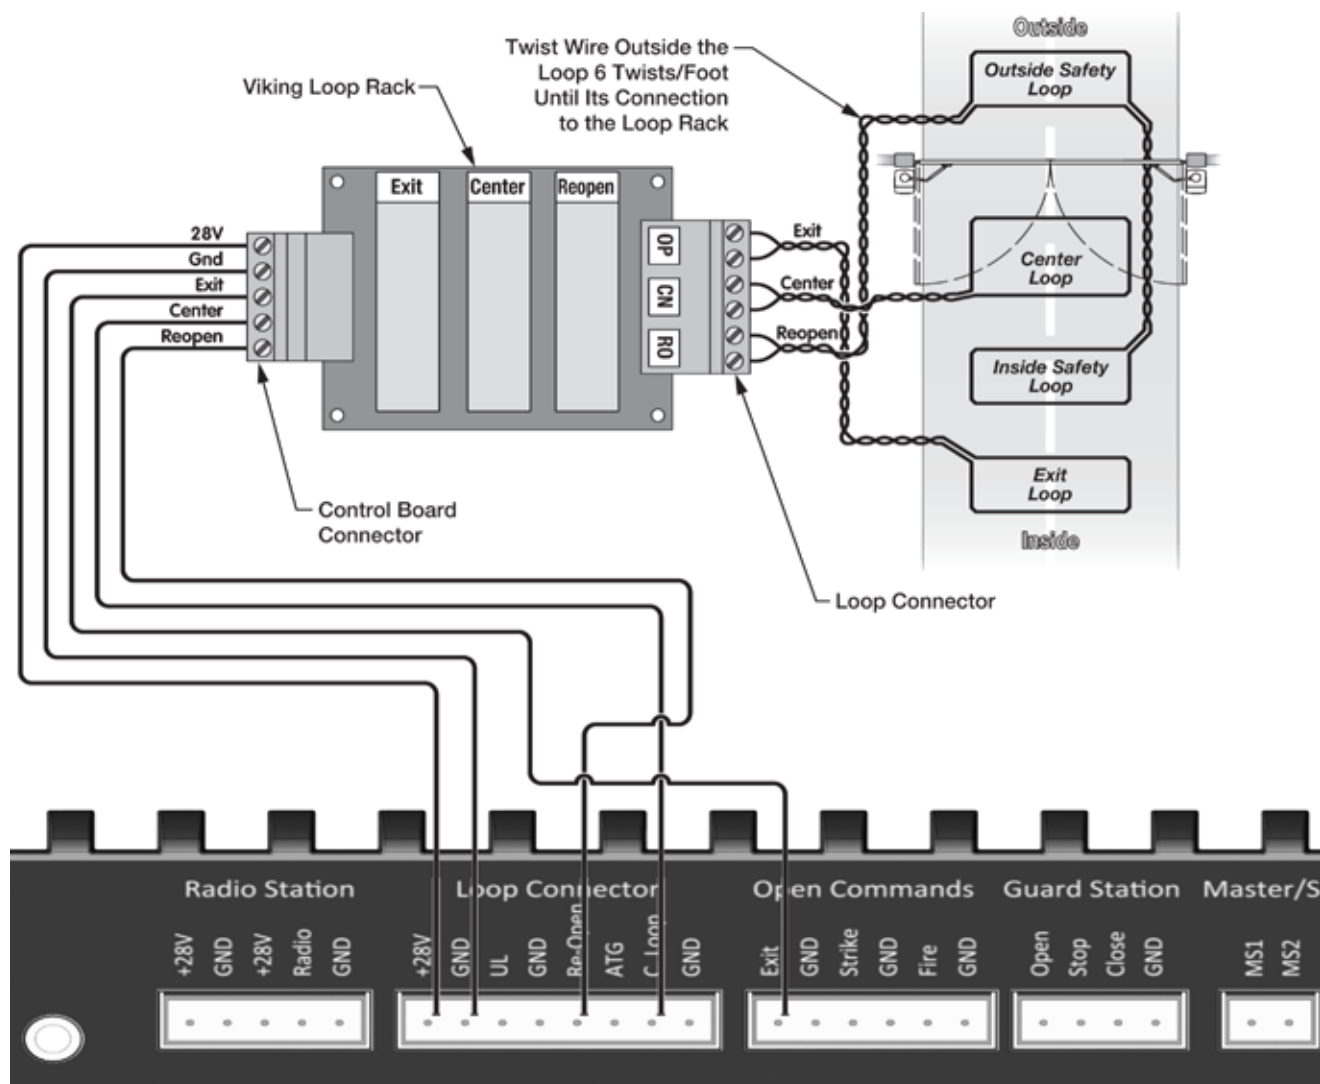 Outside
Twist Wire Outside the
Loop 6 Twists/Foot
Until Its Connection
to the Loop Rack
Outside Safety
Loop
Viking Loop Rack
Exit
Center
Reopen
28V
Gnd
Exit
Center
Reopen
OP
CN
RO
Exit
Center
Reopen
Center
Loop
Inside Safety
Loop
Exit
Loop
Inside
Control Board
Connector
Loop Connector
Radio Station
Loop Connector
Open Commands
Guard Station
Master/S
+28V
GND
+28V
Radio
GND
+28V
GND
UL
GND
Re-Open
ATG
C_Loop
GND
Exit
GND
Strike
GND
Fire
GND
Open
Stop
Close
GND
MS1
MS2